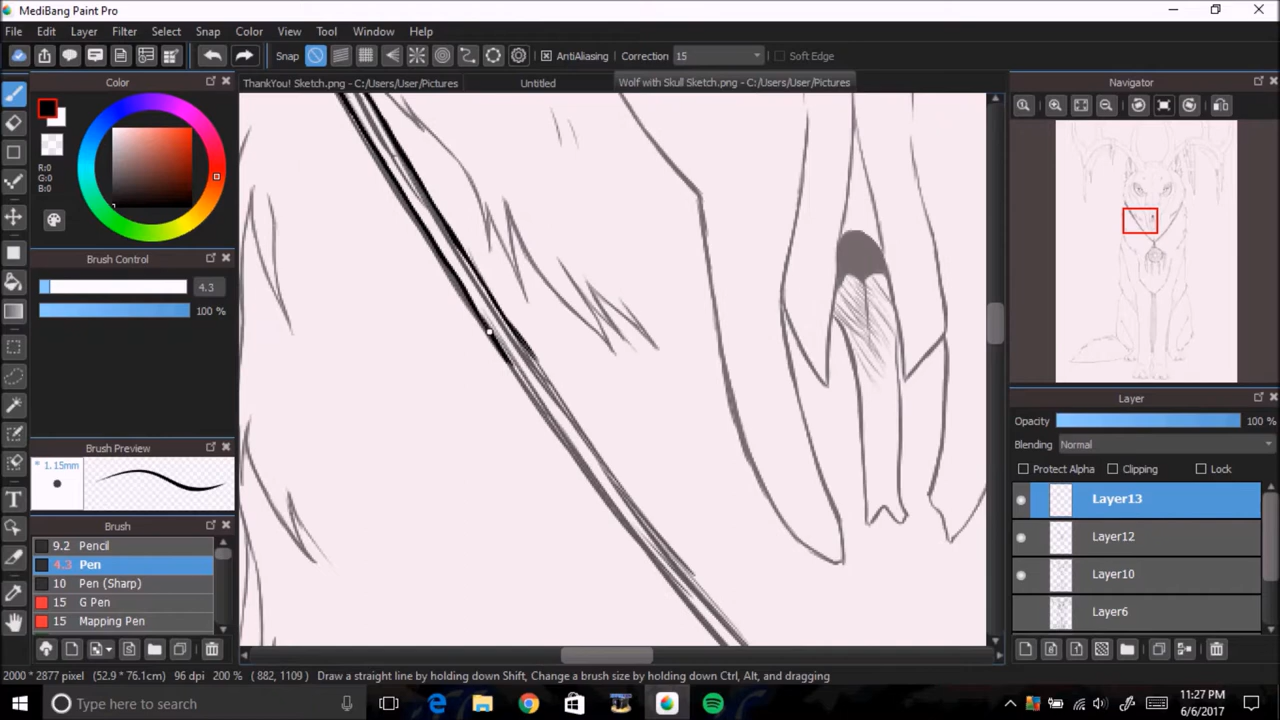 MediBang Paint Pro
File Edit Layer Filter Select Snap Color View Tool Window Help
Snap AntiAliasing Correction 15 Soft Edge
Color
ThankYou! Sketch.png - C:/Users/User/Pictures Untitled Wolf with Skull Sketch.png - C:/Users/User/Pictures
Navigator
R:0
G:0
B:0
Brush Control
4.3
100 %
Brush Preview
* 1.15mm
Brush
9.2 Pencil
4.3 Pen
10 Pen (Sharp)
15 G Pen
15 Mapping Pen
Layer
Opacity 100 %
Blending Normal
Protect Alpha Clipping Lock
Layer13
Layer12
Layer10
Layer6
2000 * 2877 pixel (52.9 * 76.1cm) 96 dpi 200 % ( 882, 1109 ) Draw a straight line by holding down Shift, Change a brush size by holding down Ctrl, Alt, and dragging
Type here to search
11:27 PM
6/6/2017